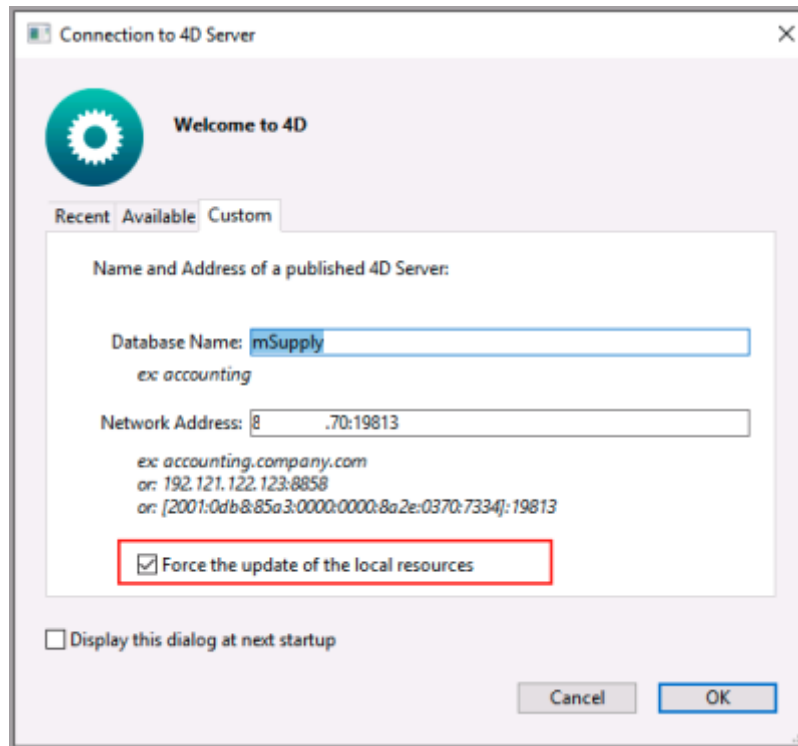 Connection to 4D Server
Welcome to 4D
Recent Available Custom
Name and Address of a published 4D Server:
Database Name: mSupply
ex: accounting
Network Address: 8 .70:19813
ex: accounting.company.com
or: 192.121.122.123:8858
or: [2001:0db8:85a3:0000:0000:8a2e:0370:7334]:19813
Force the update of the local resources
Display this dialog at next startup
Cancel OK